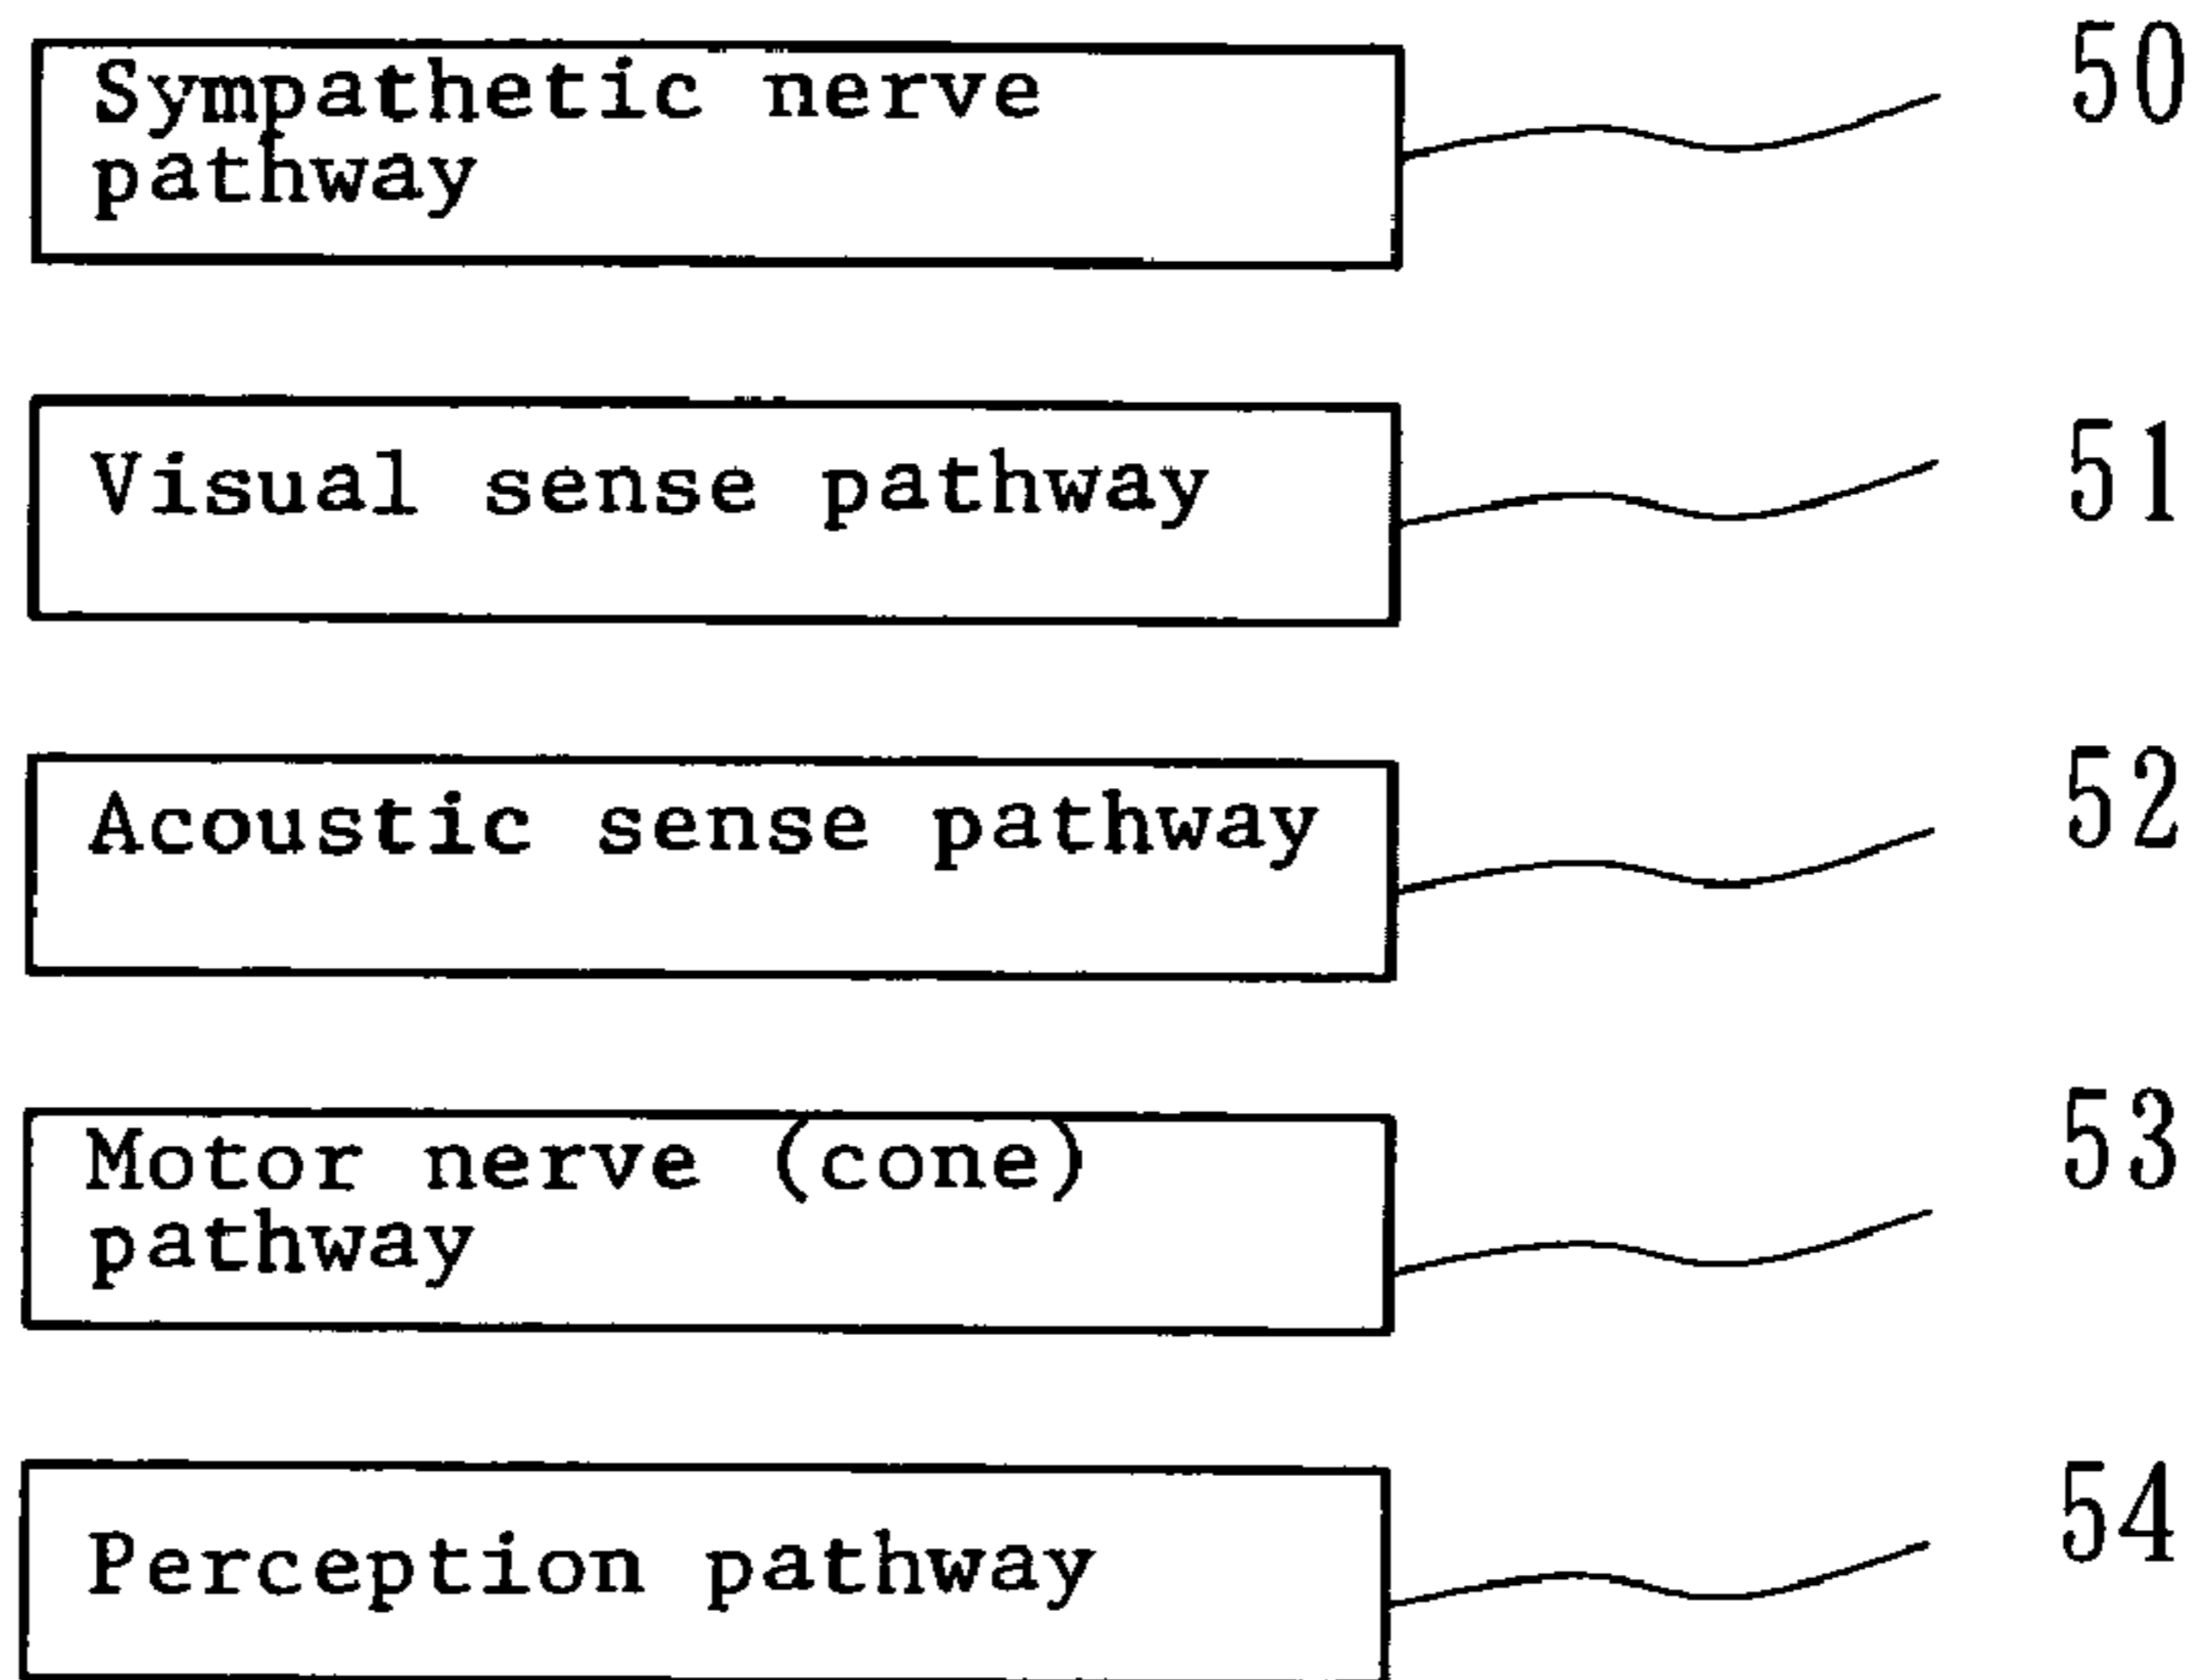 Sympathetic nerve 50
pathway
Visual sense pathway 51
Acoustic sense pathway 52
Motor nerve (cone) 53
pathway
Perception pathway 54